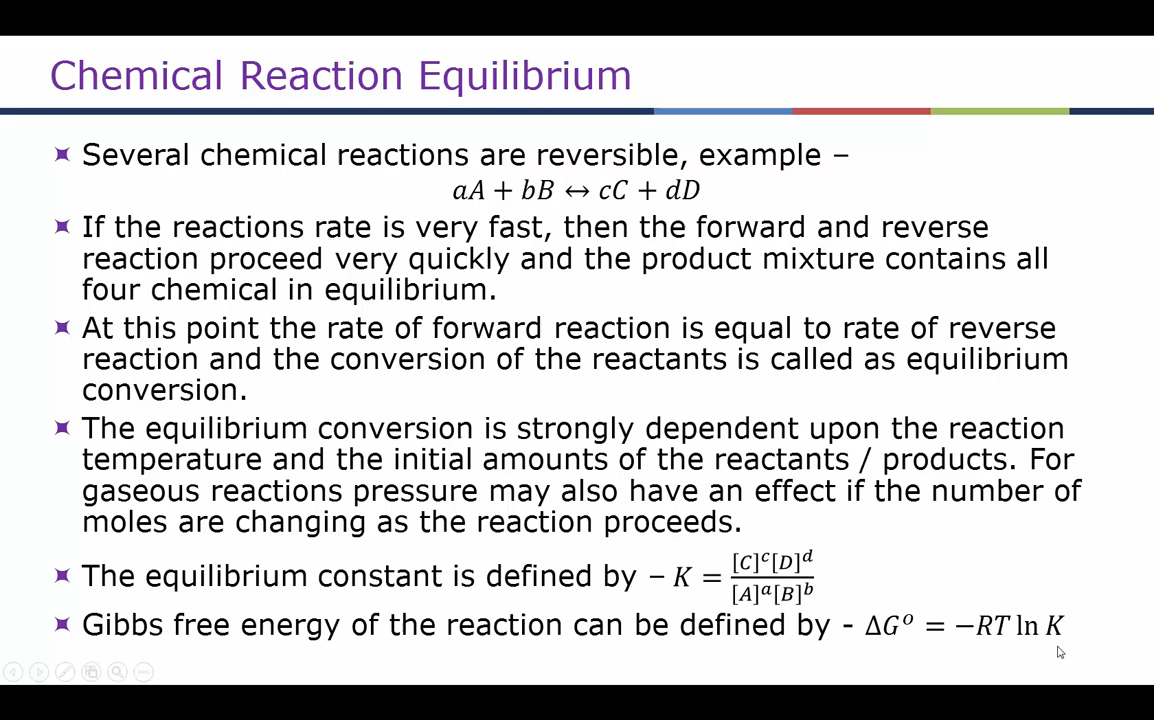 Chemical Reaction Equilibrium
Several chemical reactions are reversible, example –
aA + bB ↔ cC + dD
If the reactions rate is very fast, then the forward and reverse
reaction proceed very quickly and the product mixture contains all
four chemical in equilibrium.
At this point the rate of forward reaction is equal to rate of reverse
reaction and the conversion of the reactants is called as equilibrium
conversion.
The equilibrium conversion is strongly dependent upon the reaction
temperature and the initial amounts of the reactants / products. For
gaseous reactions pressure may also have an effect if the number of
moles are changing as the reaction proceeds.
The equilibrium constant is defined by – K = [C]^c[D]^d / [A]^a[B]^b
Gibbs free energy of the reaction can be defined by - ΔG° = −RT ln K